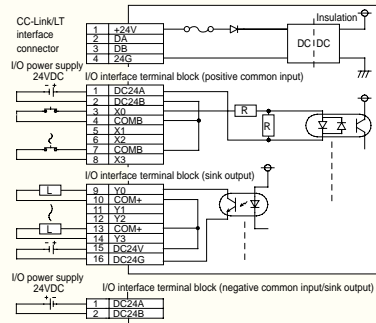 CC-Link/LT
interface
connector
1 +24V
2 DA
3 DB
4 24G
Insulation
DC DC
I/O power supply
24VDC
I/O interface terminal block (positive common input)
1 DC24A
2 DC24B
3 X0
4 COMB
5 X1
6 X2
7 COMB
8 X3
R
R
I/O interface terminal block (sink output)
L
L
9 Y0
10 COM+
11 Y1
12 Y2
13 COM+
14 Y3
15 DC24V
16 DC24G
I/O power supply
24VDC
I/O interface terminal block (negative common input/sink output)
1 DC24A
2 DC24B